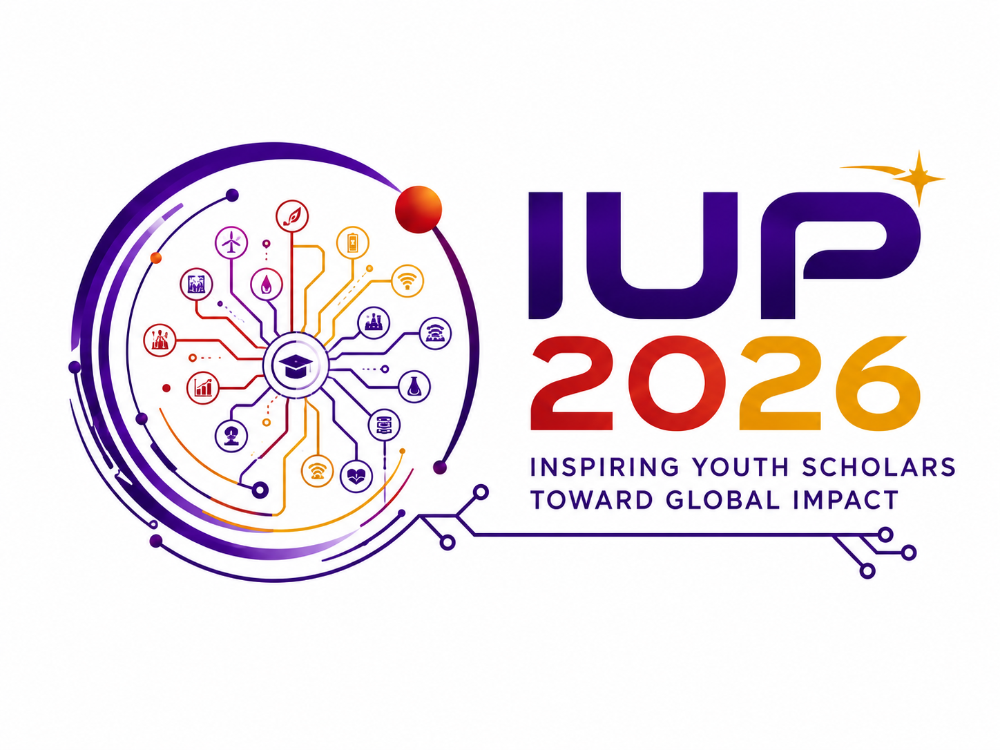 IUP
2026
INSPIRING YOUTH SCHOLARS
TOWARD GLOBAL IMPACT